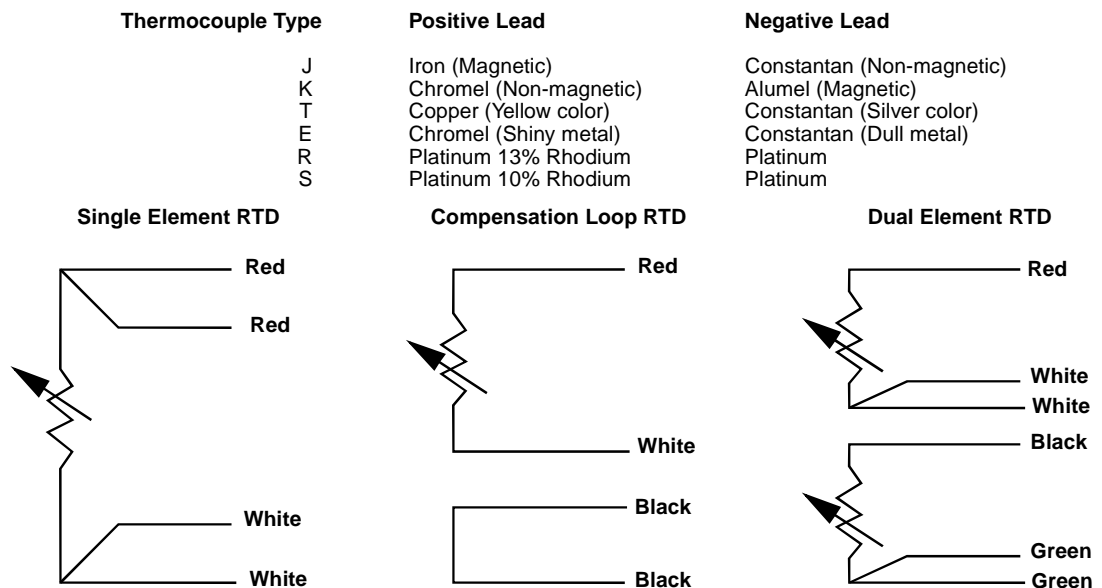 Thermocouple Type Positive Lead Negative Lead
J Iron (Magnetic) Constantan (Non-magnetic)
K Chromel (Non-magnetic) Alumel (Magnetic)
T Copper (Yellow color) Constantan (Silver color)
E Chromel (Shiny metal) Constantan (Dull metal)
R Platinum 13% Rhodium Platinum
S Platinum 10% Rhodium Platinum
Single Element RTD
Red
Red
White
White
Compensation Loop RTD
Red
White
Black
Black
Dual Element RTD
Red
White
White
Black
Green
Green